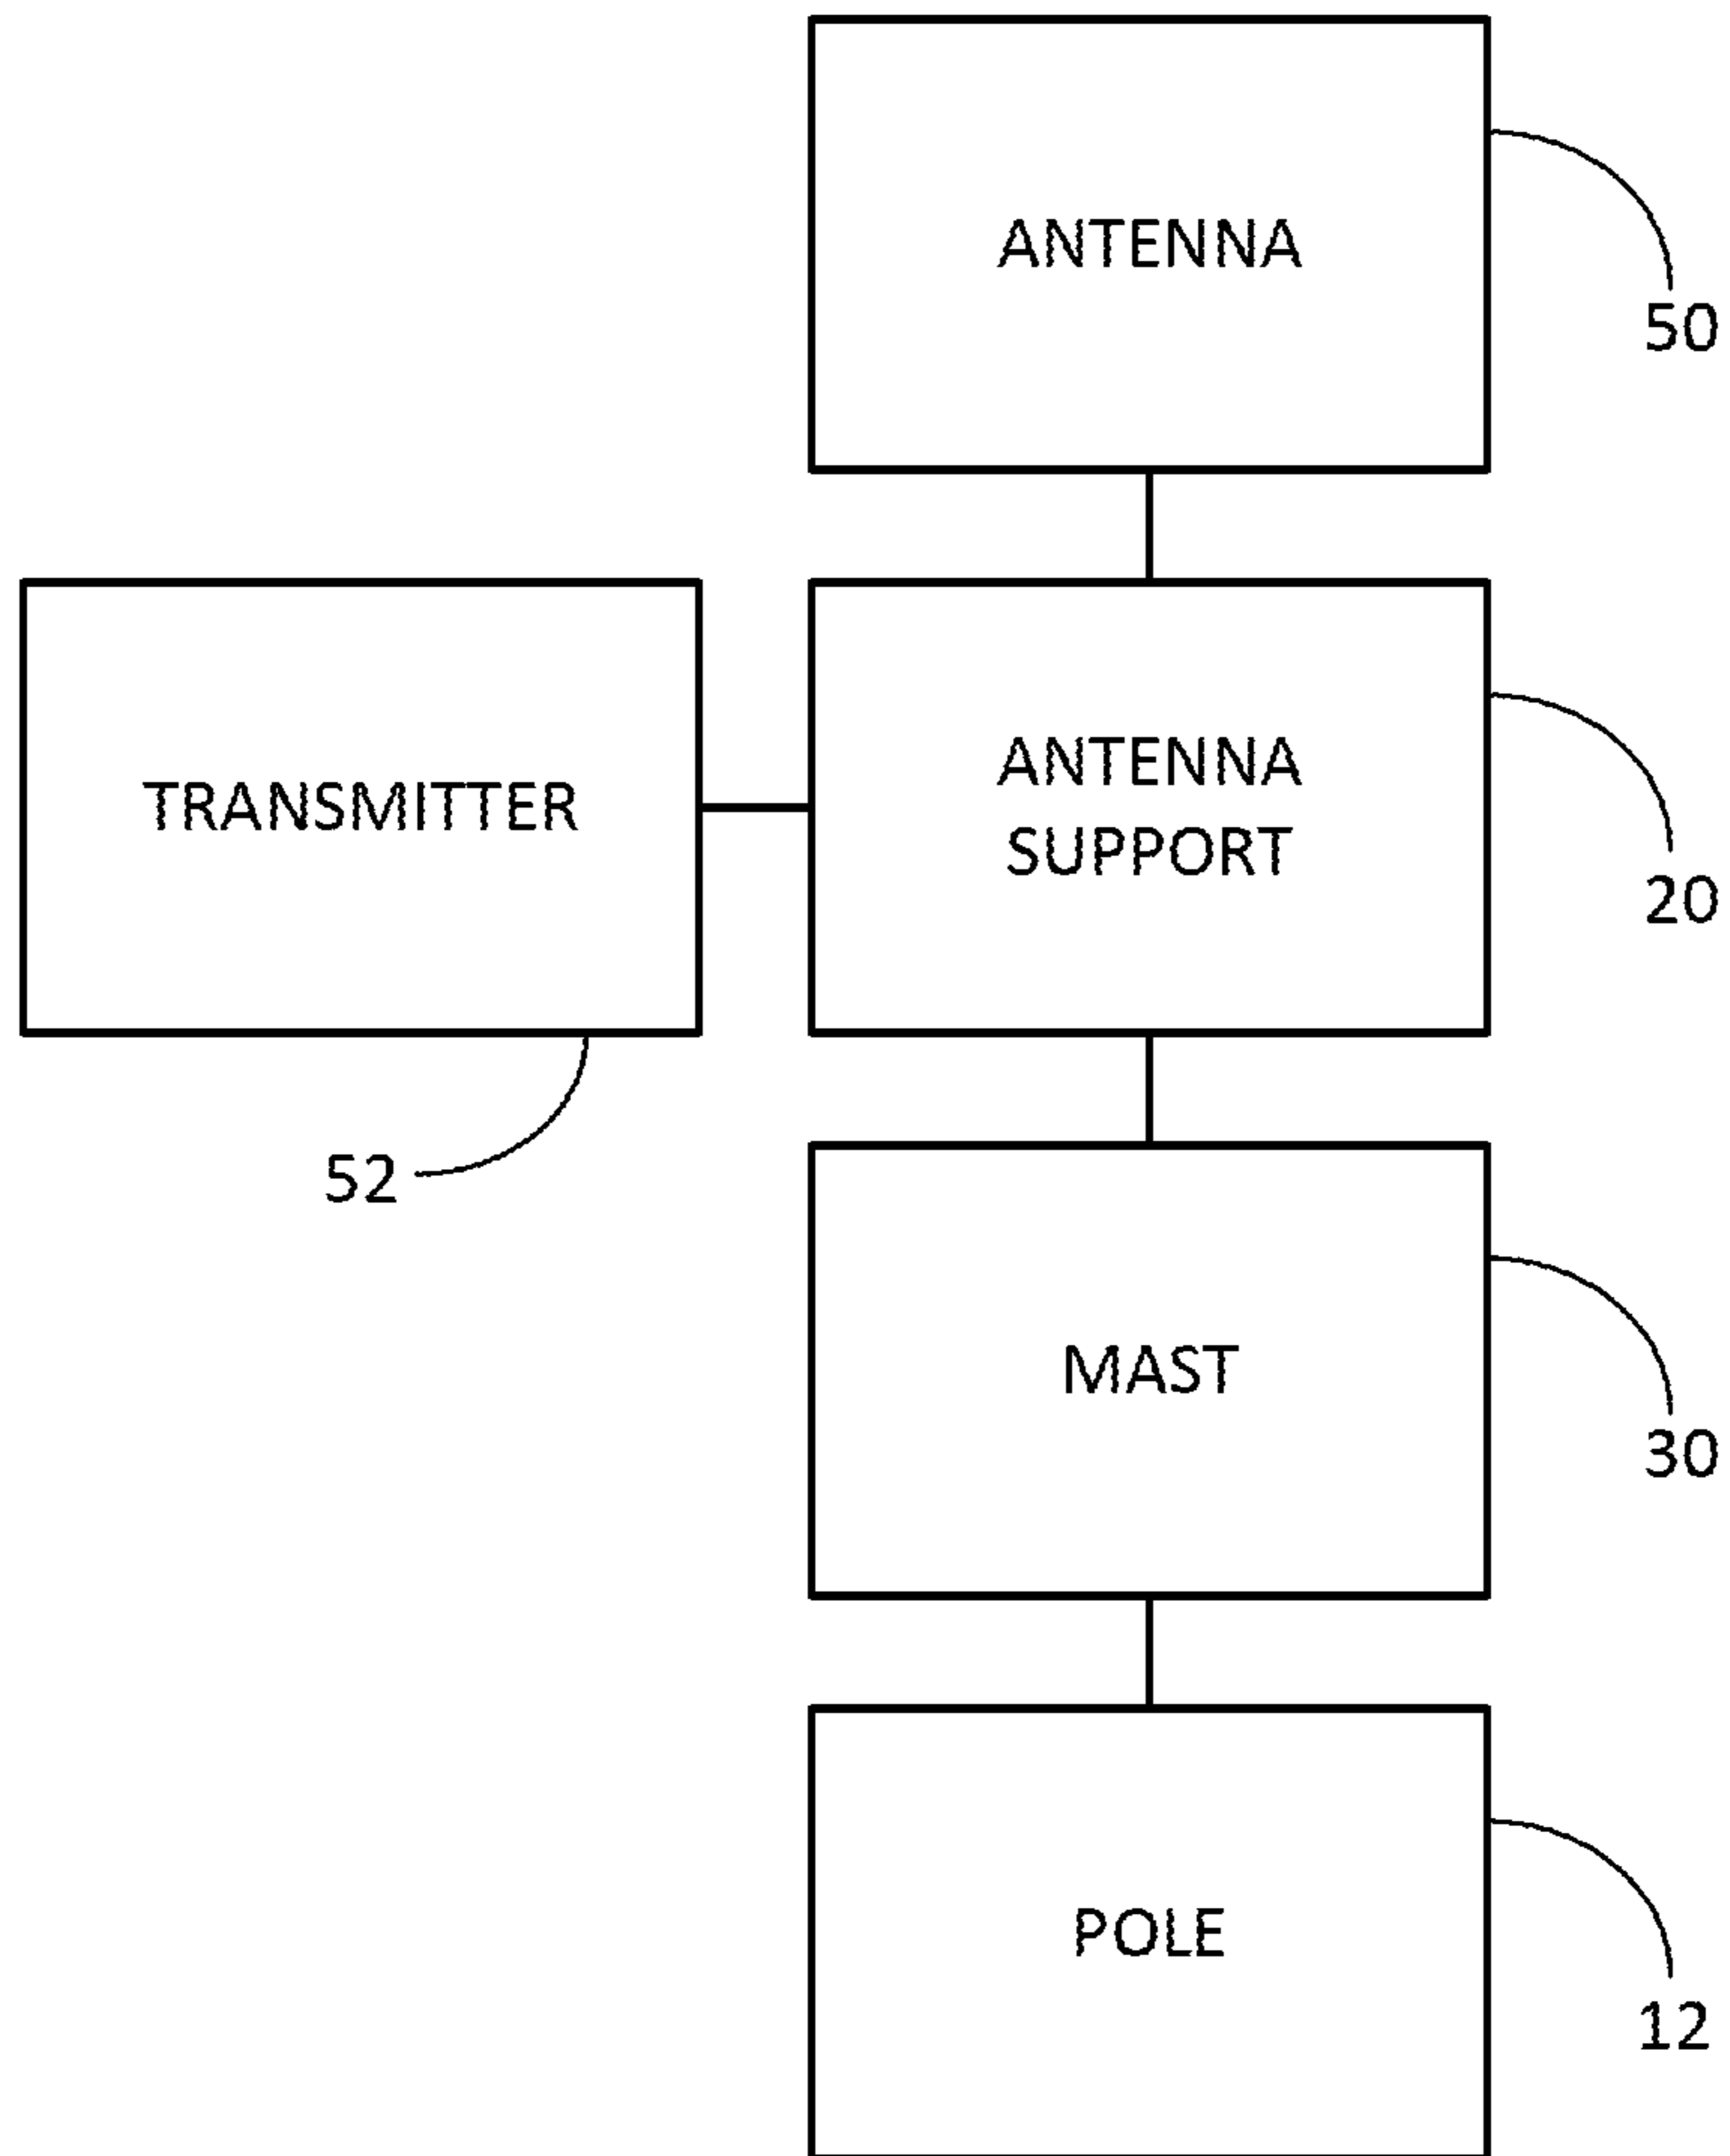 ANTENNA
50
TRANSMITTER
ANTENNA
SUPPORT
20
52
MAST
30
POLE
12